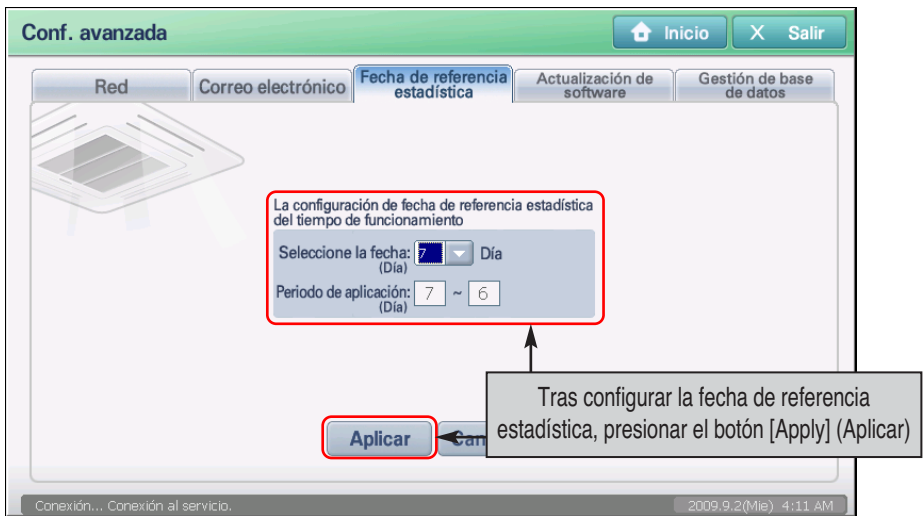 Conf. avanzada
Inicio
X Salir
Red
Correo electrónico
Fecha de referencia
estadística
Actualización de
software
Gestión de base
de datos
La configuración de fecha de referencia estadística
del tiempo de funcionamiento
Seleccione la fecha: 7 Día
(Día)
Periodo de aplicación: 7 ~ 6
(Día)
Tras configurar la fecha de referencia
estadística, presionar el botón [Apply] (Aplicar)
Aplicar
Conexión... Conexión al servicio.
2009.9.2(Mie) 4:11 AM